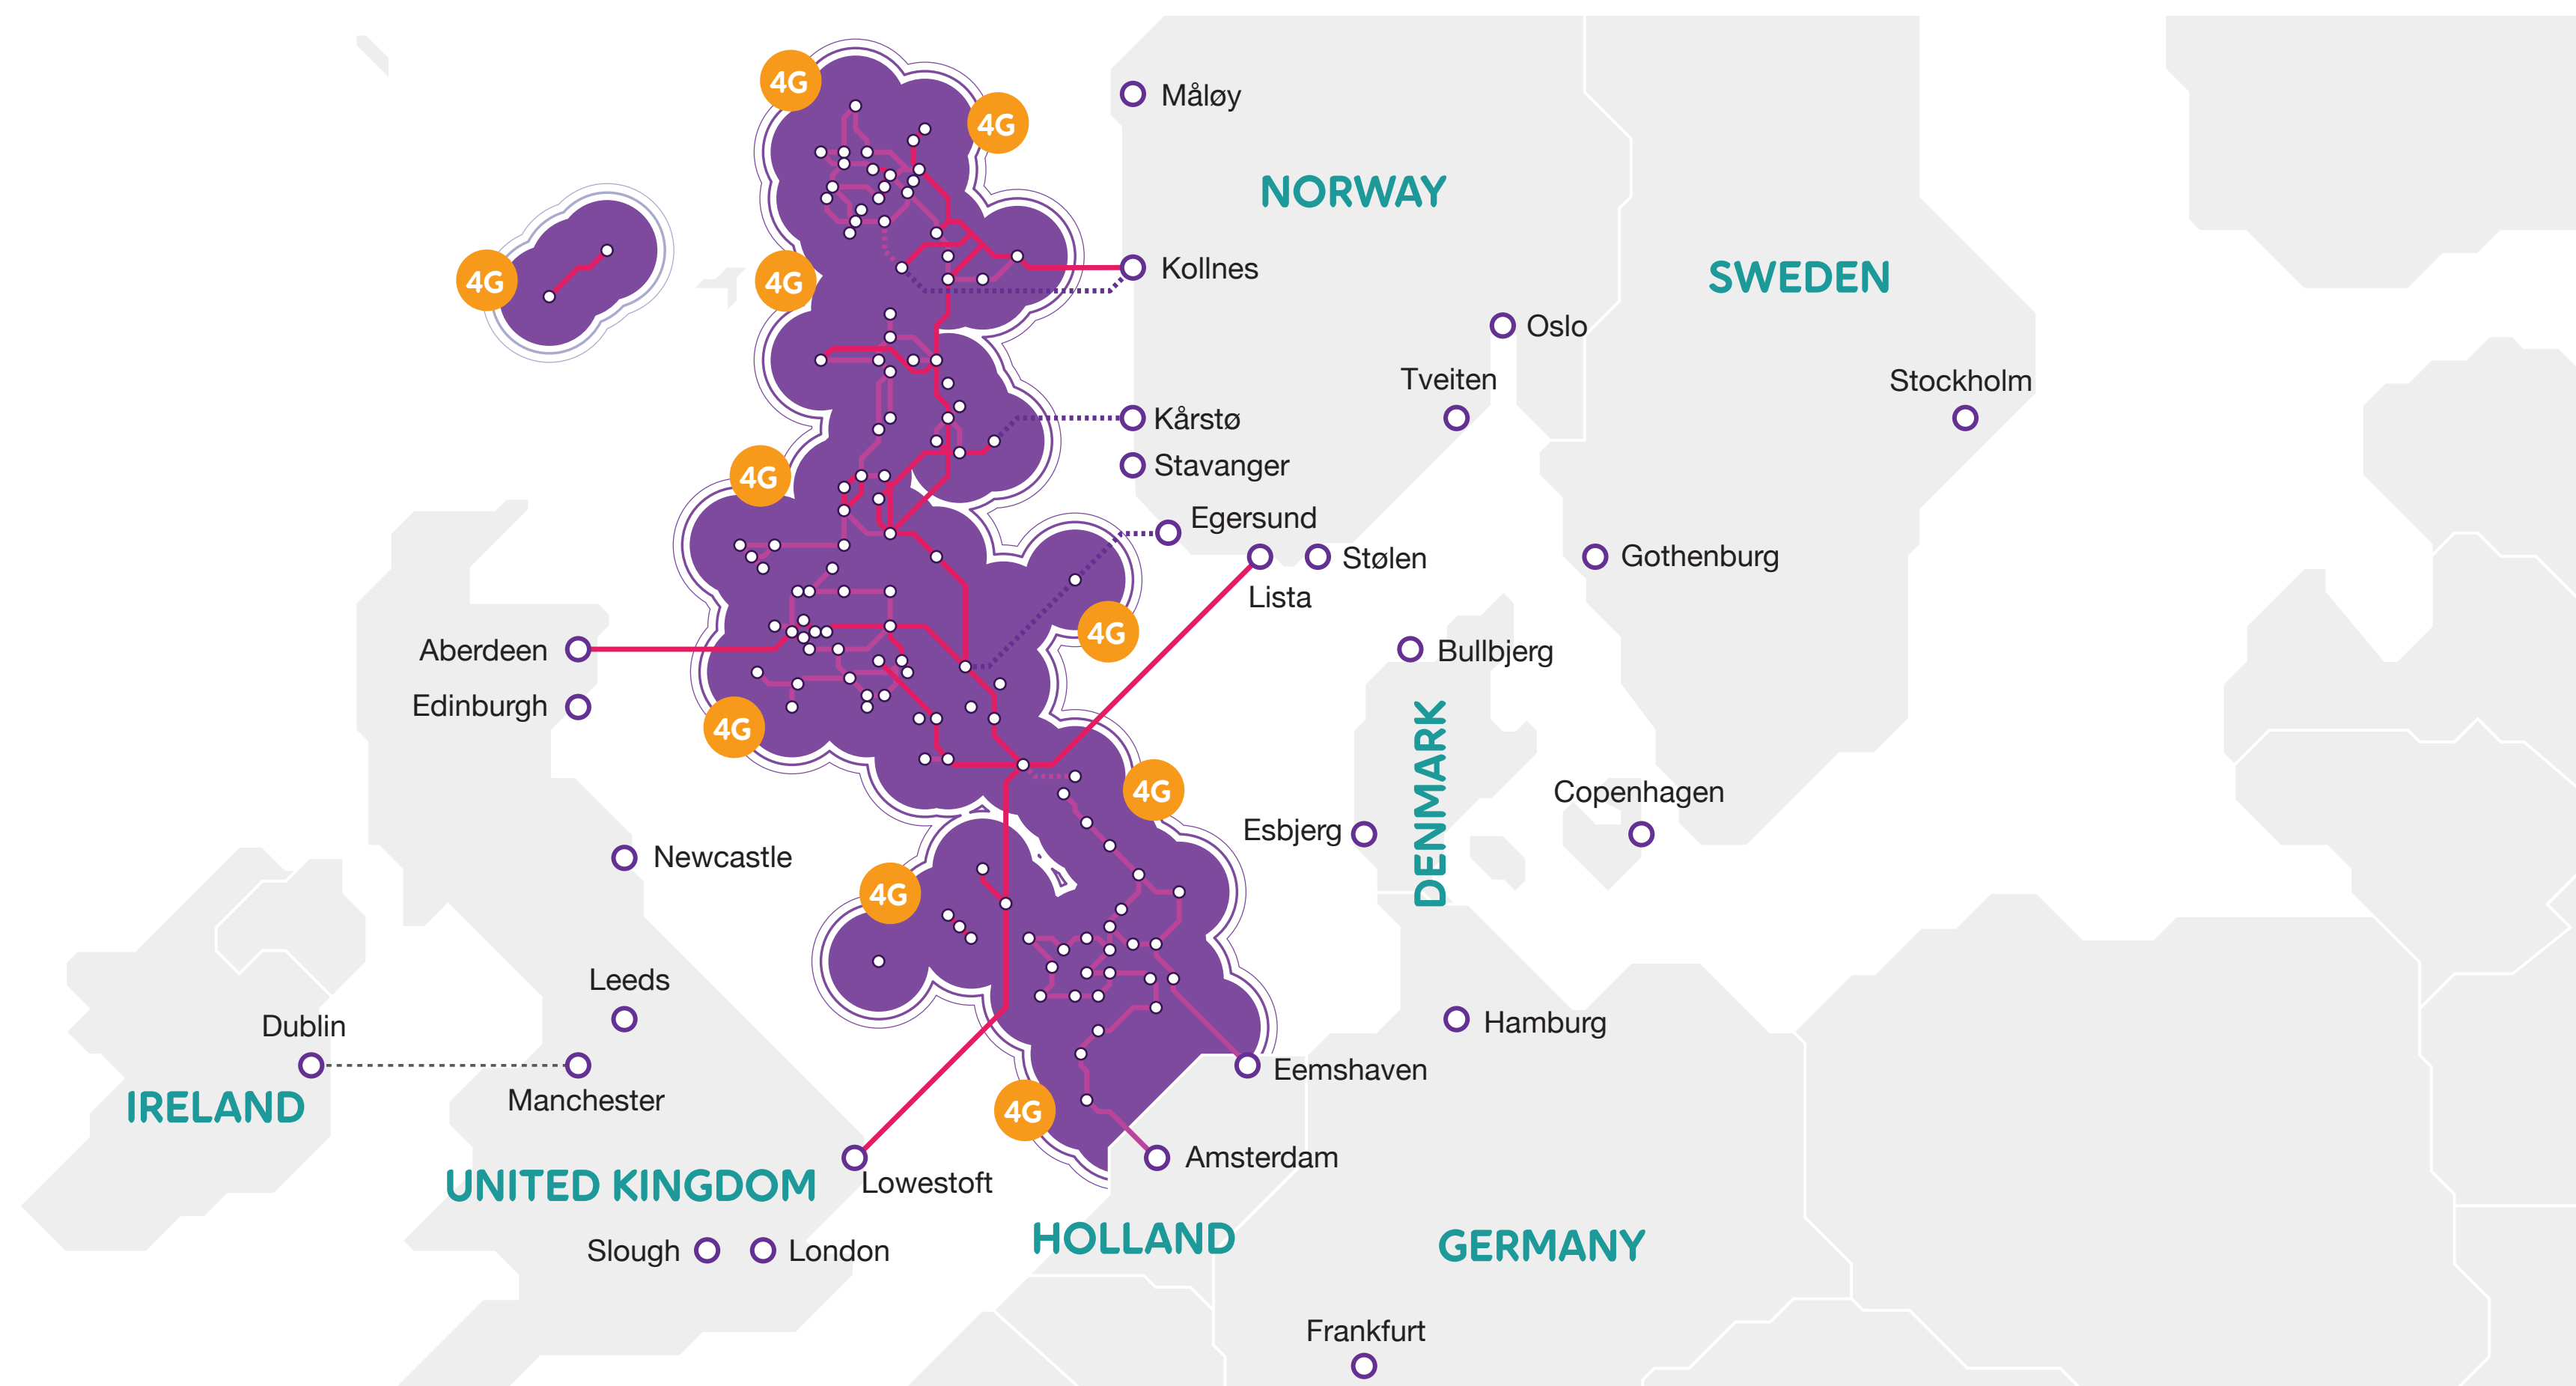 4G
Måløy
4G
NORWAY
Kollnes
SWEDEN
4G
4G
Oslo
Tveiten
Stockholm
Kårstø
Stavanger
4G
Egersund
Stølen
Gothenburg
Lista
4G
Aberdeen
Bullbjerg
Edinburgh
4G
DENMARK
4G
Copenhagen
Esbjerg
Newcastle
4G
Leeds
Dublin
Hamburg
Eemshaven
Manchester
IRELAND
4G
Amsterdam
UNITED KINGDOM
Lowestoft
HOLLAND
GERMANY
Slough
London
Frankfurt